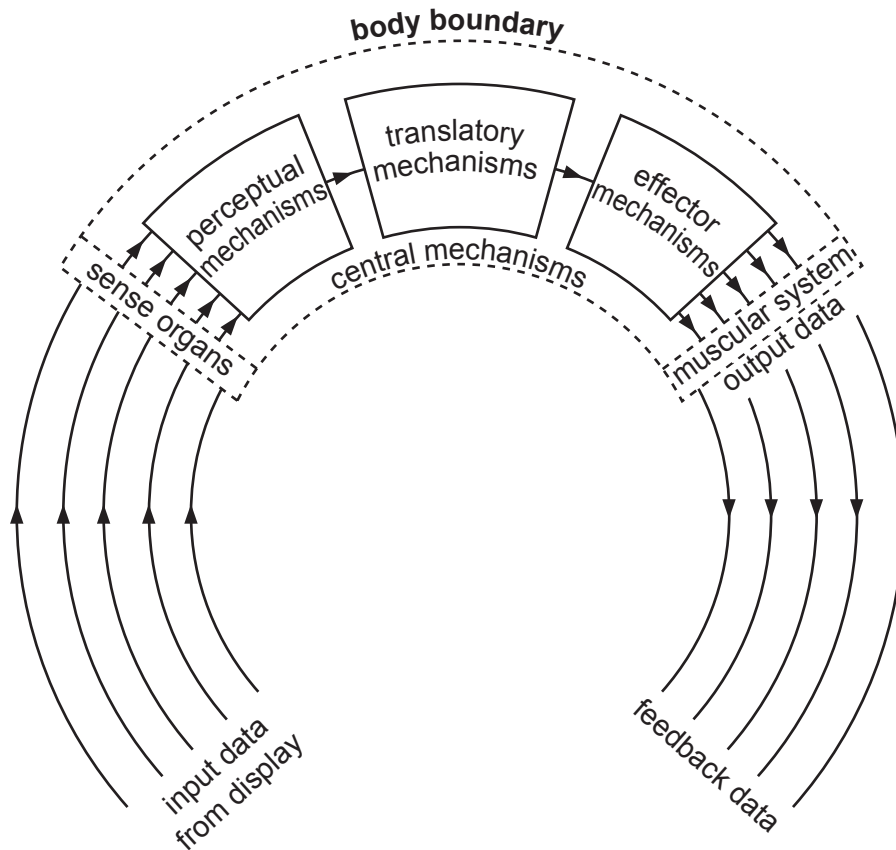 body boundary
perceptual
mechanisms
translatory
mechanisms
effector
mechanisms
central mechanisms
sense organs
muscular system
output data
input data
from display
feedback data